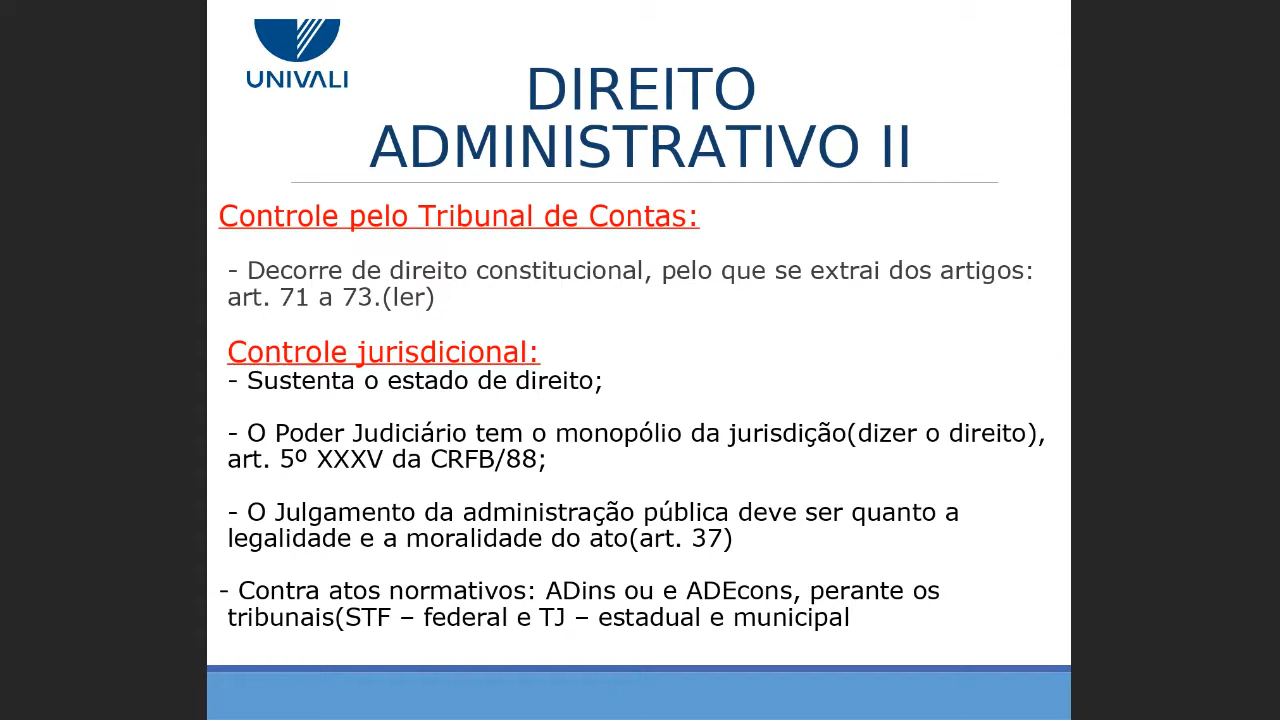 UNIVALI
DIREITO
ADMINISTRATIVO II
Controle pelo Tribunal de Contas:
- Decorre de direito constitucional, pelo que se extrai dos artigos:
art. 71 a 73.(ler)
Controle jurisdicional:
- Sustenta o estado de direito;
- O Poder Judiciário tem o monopólio da jurisdição(dizer o direito),
art. 5º XXXV da CRFB/88;
- O Julgamento da administração pública deve ser quanto a
legalidade e a moralidade do ato(art. 37)
- Contra atos normativos: ADins ou e ADEcons, perante os
tribunais(STF – federal e TJ – estadual e municipal